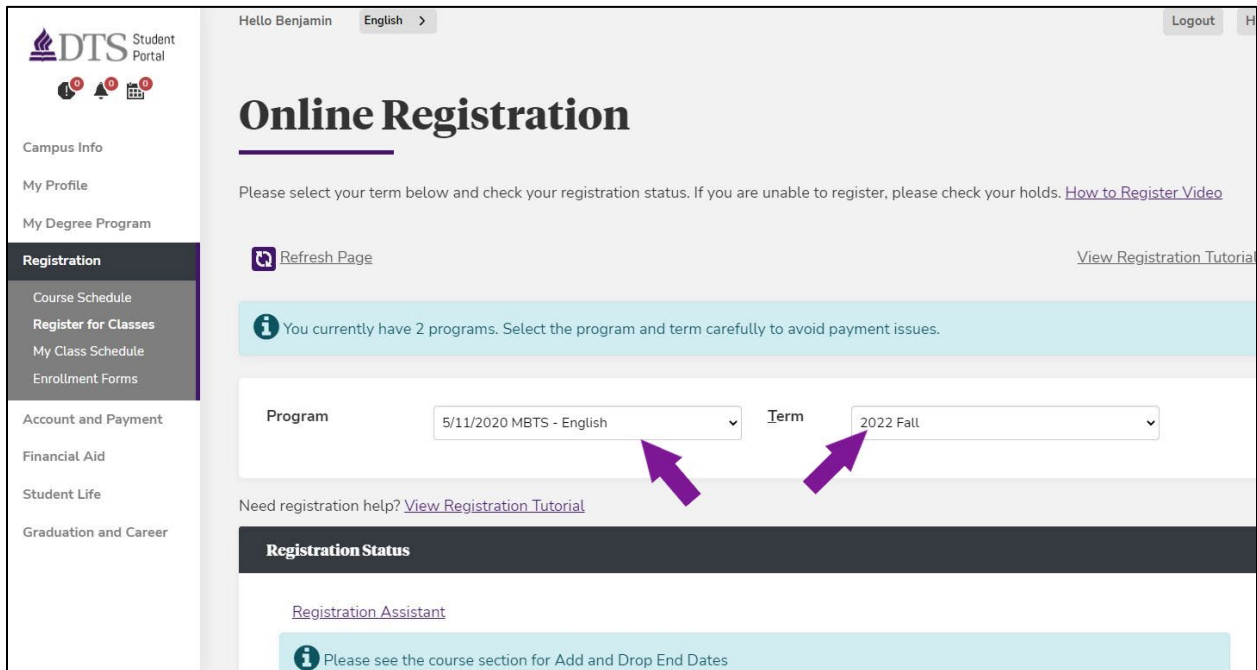 DTS Student Portal
0 0 0
Campus Info
My Profile
My Degree Program
Registration
Course Schedule
Register for Classes
My Class Schedule
Enrollment Forms
Account and Payment
Financial Aid
Student Life
Graduation and Career
Hello Benjamin English > Logout H
Online Registration
Please select your term below and check your registration status. If you are unable to register, please check your holds. How to Register Video
Refresh Page View Registration Tutorial
You currently have 2 programs. Select the program and term carefully to avoid payment issues.
Program 5/11/2020 MBTS - English Term 2022 Fall
Need registration help? View Registration Tutorial
Registration Status
Registration Assistant
Please see the course section for Add and Drop End Dates